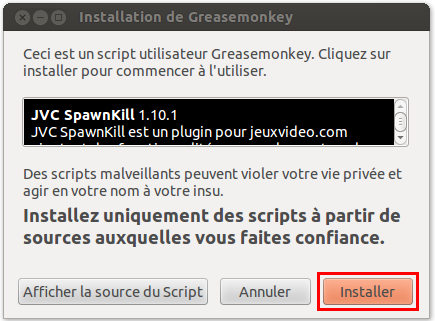 Installation de Greasemonkey
Ceci est un script utilisateur Greasemonkey. Cliquez sur
installer pour commencer à l'utiliser.
JVC SpawnKill 1.10.1
JVC SpawnKill est un plugin pour jeuxvideo.com
Des scripts malveillants peuvent violer votre vie privée et
agir en votre nom à votre insu.
Installez uniquement des scripts à partir de
sources auxquelles vous faites confiance.
Afficher la source du Script
Annuler
Installer